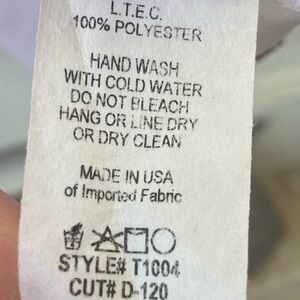 L.T.E.C.
100% POLYESTER
HAND WASH
WITH COLD WATER
DO NOT BLEACH
HANG OR LINE DRY
OR DRY CLEAN
MADE IN USA
of Imported Fabric
STYLE# T1004
CUT# D-120